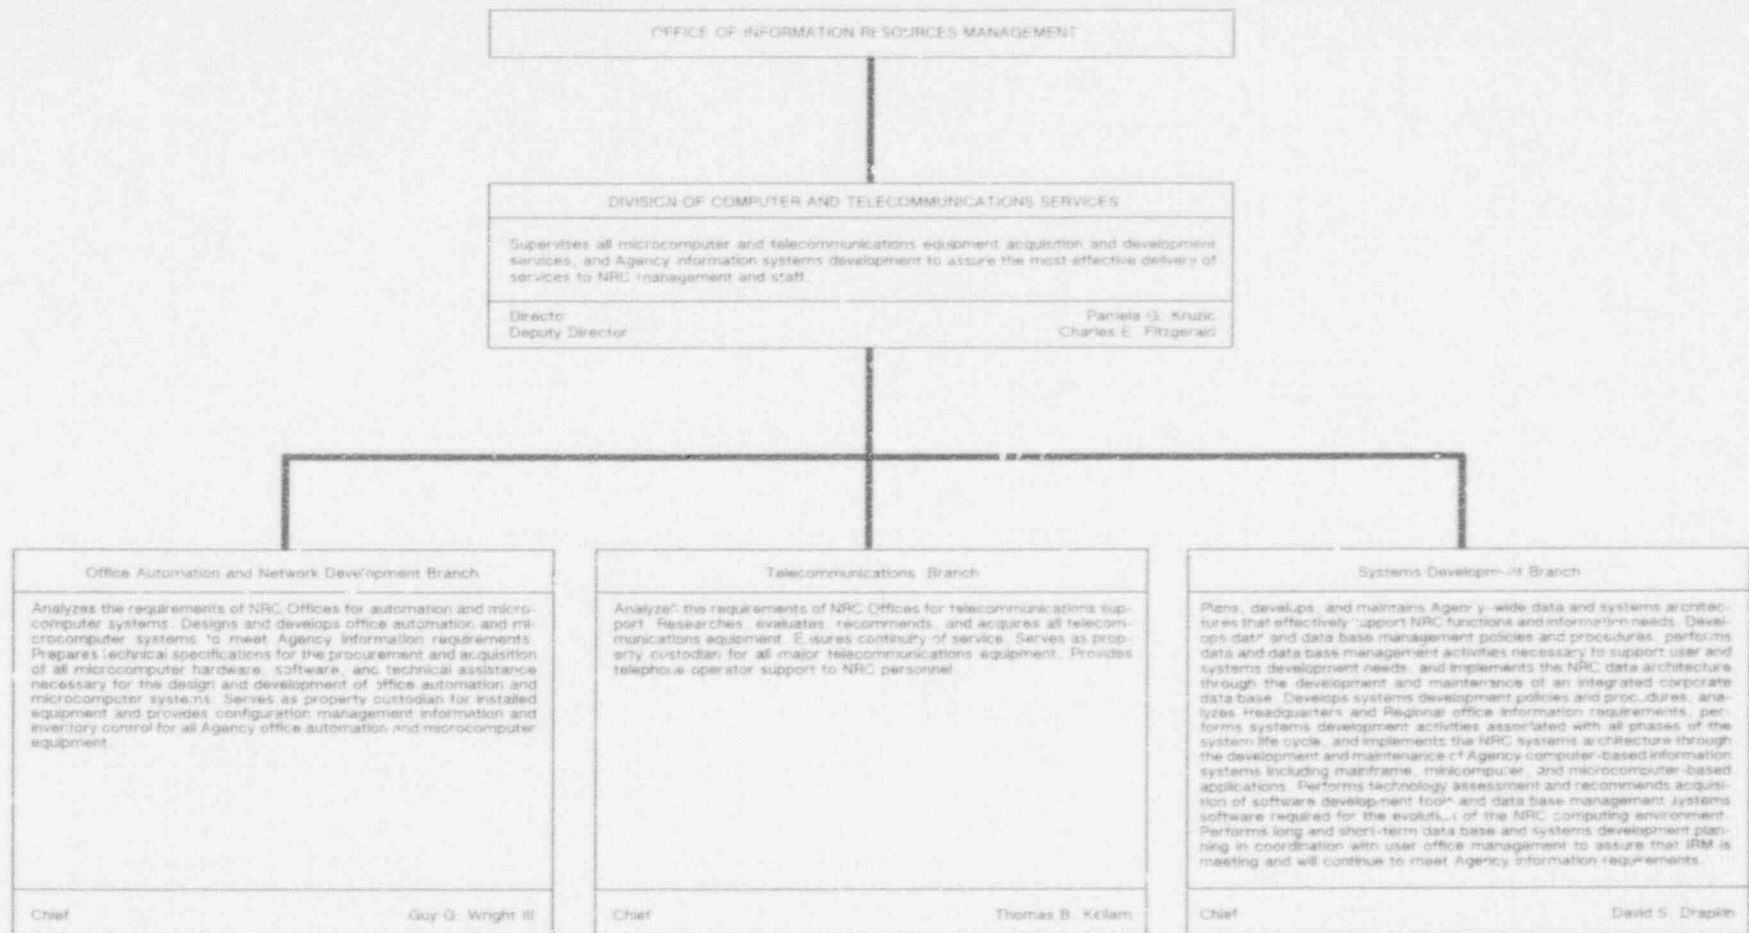 OFFICE OF INFORMATION RESOURCES MANAGEMENT
DIVISION OF COMPUTER AND TELECOMMUNICATIONS SERVICES
Supervises all microcomputer and telecommunications equipment acquisition and development
services, and Agency information systems development to assure the most effective delivery of
services to NRC management and staff.
Directo Pamela G. Kruzic
Deputy Director Charles E. Fitzgerald
Office Automation and Network Development Branch
Analyzes the requirements of NRC Offices for automation and micro-
computer systems. Designs and develops office automation and mi-
crocomputer systems to meet Agency information requirements.
Prepares technical specifications for the procurement and acquisition
of all microcomputer hardware, software, and technical assistance
necessary for the design and development of office automation and
microcomputer systems. Serves as property custodian for installed
equipment and provides configuration management information and
inventory control for all Agency office automation and microcomputer
equipment.
Chief Guy G. Wright III
Telecommunications Branch
Analyzes the requirements of NRC Offices for telecommunications sup-
port. Researches, evaluates, recommends, and acquires all telecom-
munications equipment. Ensures continuity of service. Serves as prop-
erty custodian for all major telecommunications equipment. Provides
telephone operator support to NRC personnel.
Chief Thomas B. Kellam
Systems Development Branch
Plans, develops, and maintains Agency-wide data and systems architec-
tures that effectively support NRC functions and information needs. Devel-
ops data and data base management policies and procedures, performs
data and data base management activities necessary to support user and
systems development needs, and implements the NRC data architecture
through the development and maintenance of an integrated corporate
data base. Develops systems development policies and procedures, ana-
lyzes Headquarters and Regional office information requirements, per-
forms systems development activities associated with all phases of the
system life cycle, and implements the NRC systems architecture through
the development and maintenance of Agency computer-based information
systems including mainframe, minicomputer, and microcomputer-based
applications. Performs technology assessment and recommends acquisi-
tion of software development tools and data base management systems
software required for the evolution of the NRC computing environment.
Performs long and short-term data base and systems development plan-
ning in coordination with user office management to assure that IRM is
meeting and will continue to meet Agency information requirements.
Chief David S. Drapkin